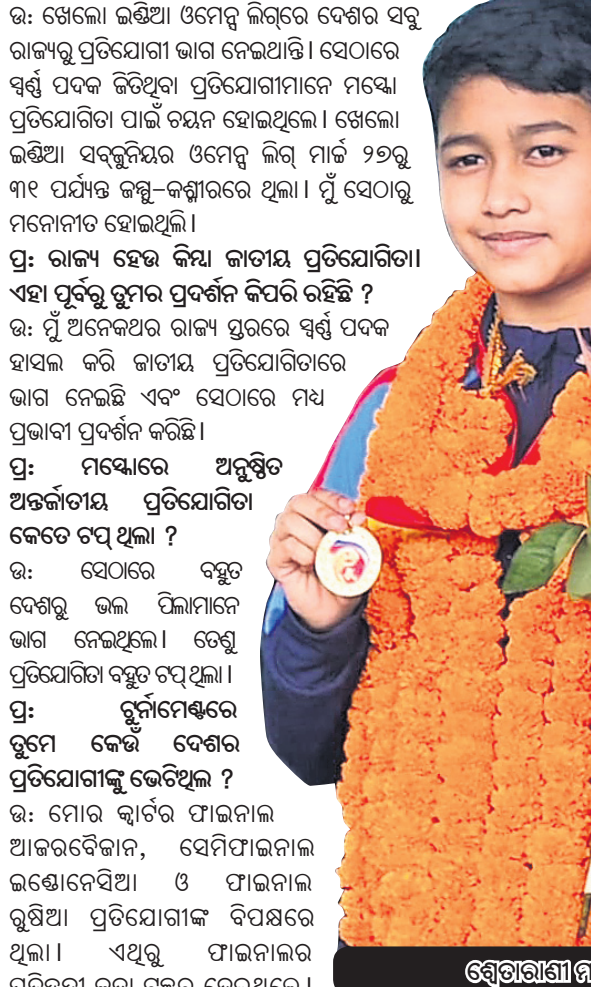 ଉ: ଖେଲୋ ଇଣ୍ଡିଆ ଓମେନ୍ସ ଲିଗ୍‌ରେ ଦେଶର ସବୁ
ରାଜ୍ୟରୁ ପ୍ରତିଯୋଗୀ ଭାଗ ନେଇଥାନ୍ତି। ସେଠାରେ
ସ୍ୱର୍ଣ୍ଣ ପଦକ ଜିତିଥିବା ପ୍ରତିଯୋଗୀମାନେ ମସ୍କୋ
ପ୍ରତିଯୋଗିତା ପାଇଁ ଚୟନ ହୋଇଥିଲେ। ଖେଲୋ
ଇଣ୍ଡିଆ ସବ୍‌ଜୁନିୟର ଓମେନ୍ସ ଲିଗ୍ ମାର୍ଚ୍ଚ ୨୭ରୁ
୩୧ ପର୍ଯ୍ୟନ୍ତ ଜମ୍ମୁ-କଶ୍ମୀରରେ ଥିଲା। ମୁଁ ସେଠାରୁ
ମନୋନୀତ ହୋଇଥିଲି।
ପ୍ର: ରାଜ୍ୟ ହେଉ କିମ୍ୱା ଜାତୀୟ ପ୍ରତିଯୋଗିତା।
ଏହା ପୂର୍ବରୁ ତୁମର ପ୍ରଦର୍ଶନ କିପରି ରହିଛି ?
ଉ: ମୁଁ ଅନେକଥର ରାଜ୍ୟ ସ୍ତରରେ ସ୍ୱର୍ଣ୍ଣ ପଦକ
ହାସଲ କରି ଜାତୀୟ ପ୍ରତିଯୋଗିତାରେ
ଭାଗ ନେଇଛି ଏବଂ ସେଠାରେ ମଧ୍ୟ
ପ୍ରଭାବୀ ପ୍ରଦର୍ଶନ କରିଛି।
ପ୍ର: ମସ୍କୋରେ ଅନୁଷ୍ଠିତ
ଅନ୍ତର୍ଜାତୀୟ ପ୍ରତିଯୋଗିତା
କେତେ ଟପ୍ ଥିଲା ?
ଉ: ସେଠାରେ ବହୁତ
ଦେଶରୁ ଭଲ ପିଲାମାନେ
ଭାଗ ନେଇଥିଲେ। ତେଣୁ
ପ୍ରତିଯୋଗିତା ବହୁତ ଟପ୍ ଥିଲା।
ପ୍ର: ଟୁର୍ନାମେଣ୍ଟରେ
ତୁମେ କେଉଁ ଦେଶର
ପ୍ରତିଯୋଗୀଙ୍କୁ ଭେଟିଥିଲ ?
ଉ: ମୋର କ୍ୱାର୍ଟର ଫାଇନାଲ
ଆଜରବୈଜାନ, ସେମିଫାଇନାଲ
ଇଣ୍ଡୋନେସିଆ ଓ ଫାଇନାଲ
ରୁଷିଆ ପ୍ରତିଯୋଗୀଙ୍କ ବିପକ୍ଷରେ
ଥିଲା। ଏଥିରୁ ଫାଇନାଲର
ଶ୍ୱେତାରାଣୀ